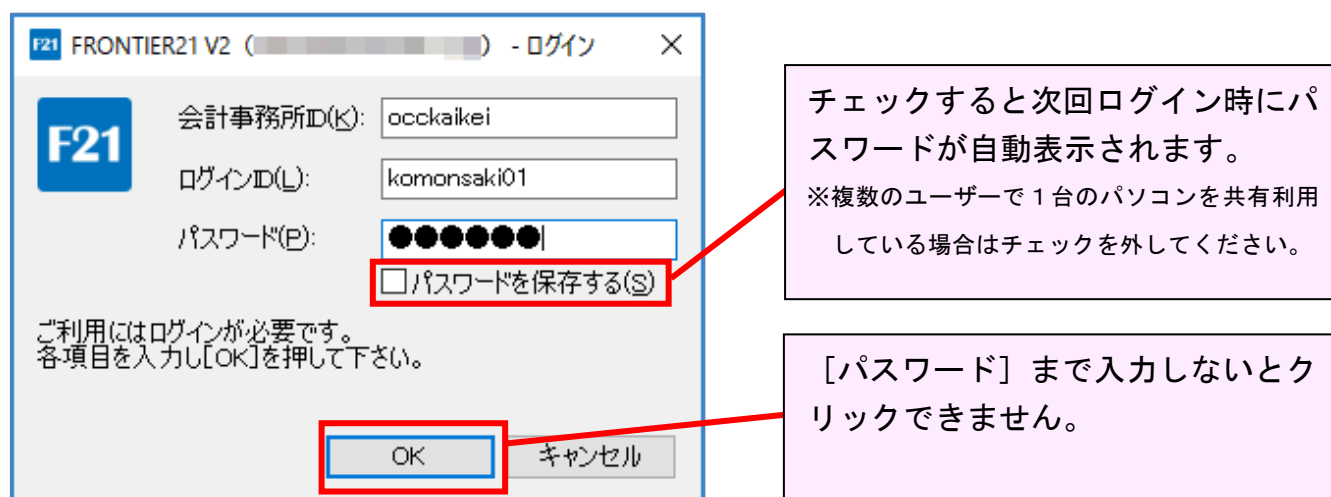 F21 FRONTIER21 V2 ( ) - ログイン
F21
会計事務所ID(K): occkaikei
ログインID(L): komonsaki01
パスワード(P): ●●●●●●
パスワードを保存する(S)
ご利用にはログインが必要です。
各項目を入力し[OK]を押して下さい。
OK キャンセル
チェックすると次回ログイン時にパ
スワードが自動表示されます。
※複数のユーザーで1台のパソコンを共有利用
している場合はチェックを外してください。
[パスワード] まで入力しないとク
リックできません。